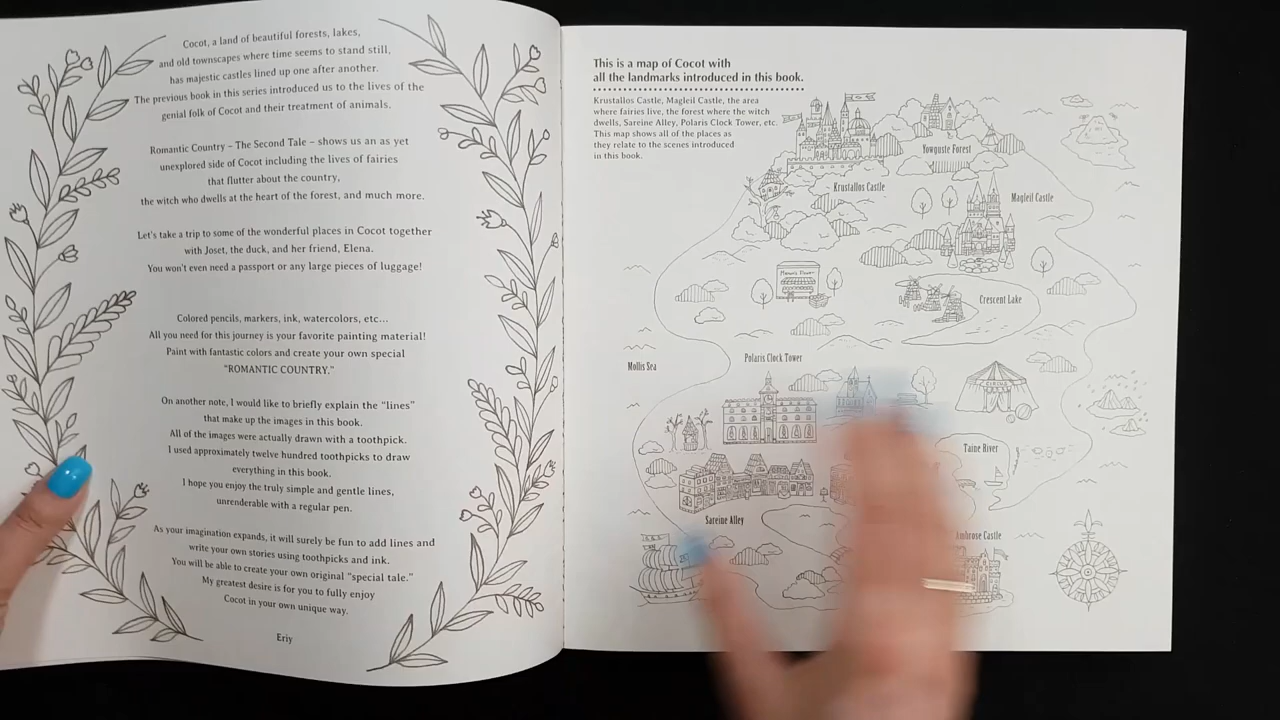 Cocot, a land of beautiful forests, lakes,
and old townscapes where time seems to stand still,
has majestic castles lined up one after another.
The previous book in this series introduced us to the lives of the
genial folk of Cocot and their treatment of animals.
Romantic Country – The Second Tale – shows us an as yet
unexplored side of Cocot including the lives of fairies
that flutter about the country,
the witch who dwells at the heart of the forest, and much more.
Let's take a trip to some of the wonderful places in Cocot together
with Joset, the duck, and her friend, Elena.
You won't even need a passport or any large pieces of luggage!
Colored pencils, markers, ink, watercolors, etc...
All you need for this journey is your favorite painting material!
Paint with fantastic colors and create your own special
“ROMANTIC COUNTRY.”
On another note, I would like to briefly explain the “lines”
that make up the images in this book.
All of the images were actually drawn with a toothpick.
I used approximately twelve hundred toothpicks to draw
everything in this book.
I hope you enjoy the truly simple and gentle lines,
unrenderable with a regular pen.
As your imagination expands, it will surely be fun to add lines and
write your own stories using toothpicks and ink.
You will be able to create your own original “special tale.”
My greatest desire is for you to fully enjoy
Cocot in your own unique way.
Eriy
This is a map of Cocot with
all the landmarks introduced in this book.
Krustallos Castle, Magleil Castle, the area
where fairies live, the forest where the witch
dwells, Sareine Alley, Polaris Clock Tower, etc.
This map shows all of the places as
they relate to the scenes introduced
in this book.
Yowguste Forest
Krustallos Castle
Magleil Castle
Crescent Lake
Mollis Sea
Polaris Clock Tower
CIRCUS
Taine River
Sareine Alley
Ambrose Castle